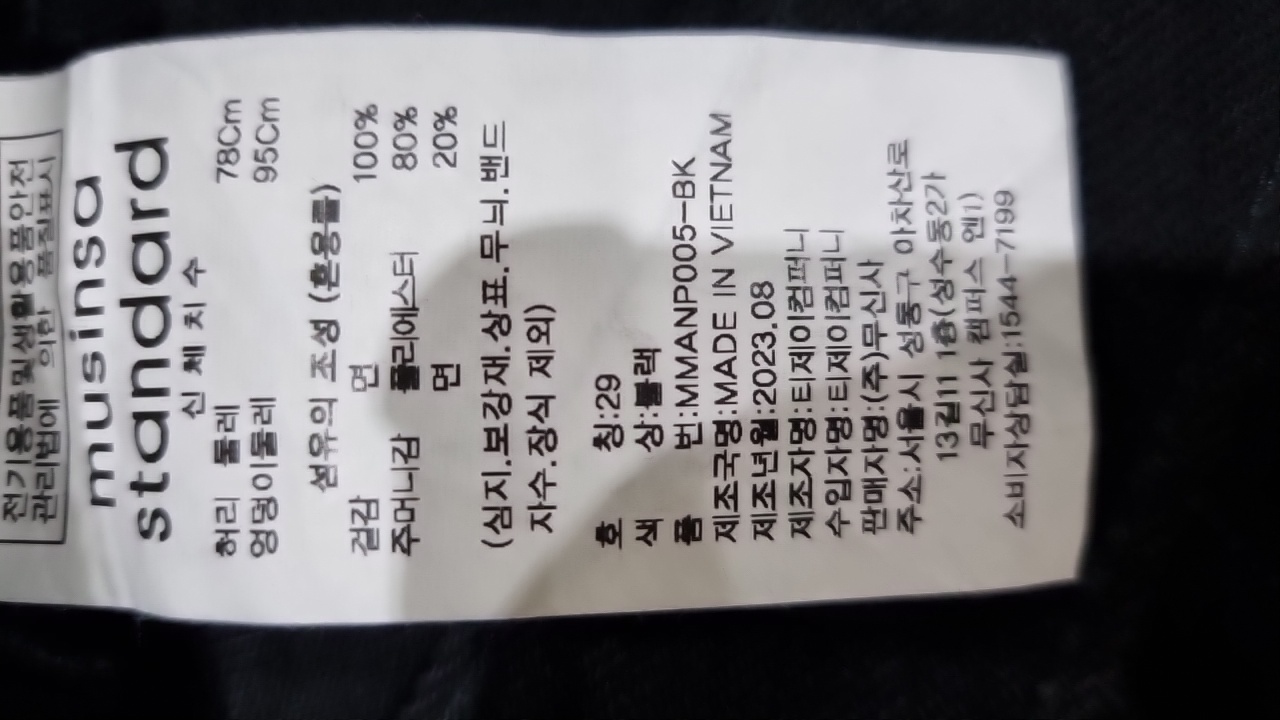 전기용품및생활용품안전
관리법에 의한 품질표시
musinsa
standard
신체치수
허리 둘레 78Cm
엉덩이둘레 95Cm
섬유의 조성 (혼용률)
겉감 면 100%
주머니감 폴리에스터 80%
면 20%
(심지.보강재.상표.무늬.밴드
자수.장식 제외)
호 칭:29
색 상:블랙
품 번:MMANP005-BK
제조국명:MADE IN VIETNAM
제조년월:2023.08
제조자명:티제이컴퍼니
수입자명:티제이컴퍼니
판매자명:(주)무신사
주소:서울시 성동구 아차산로
13길11 1층(성수동2가
무신사 캠퍼스 엔1)
소비자상담실:1544-7199